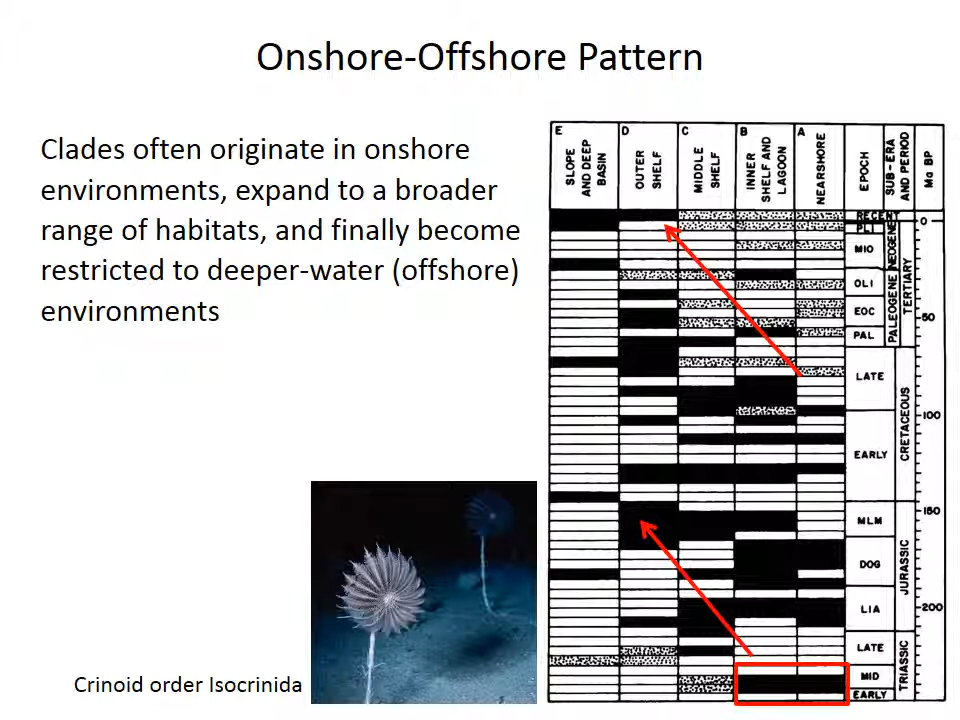 Onshore-Offshore Pattern
Clades often originate in onshore
environments, expand to a broader
range of habitats, and finally become
restricted to deeper-water (offshore)
environments
E
SLOPE
AND DEEP
BASIN
D
OUTER
SHELF
C
MIDDLE
SHELF
B
INNER
SHELF AND
LAGOON
A
NEARSHORE
EPOCH
SUB-ERA
AND PERIOD
Ma BP
RECENT
PLI
MIO
OLI
EOC
PAL
LATE
EARLY
MLM
DOG
LIA
LATE
MID
EARLY
NEOGENE
PALEOGENE
TERTIARY
CRETACEOUS
JURASSIC
TRIASSIC
0
50
100
150
200
Crinoid order Isocrinida